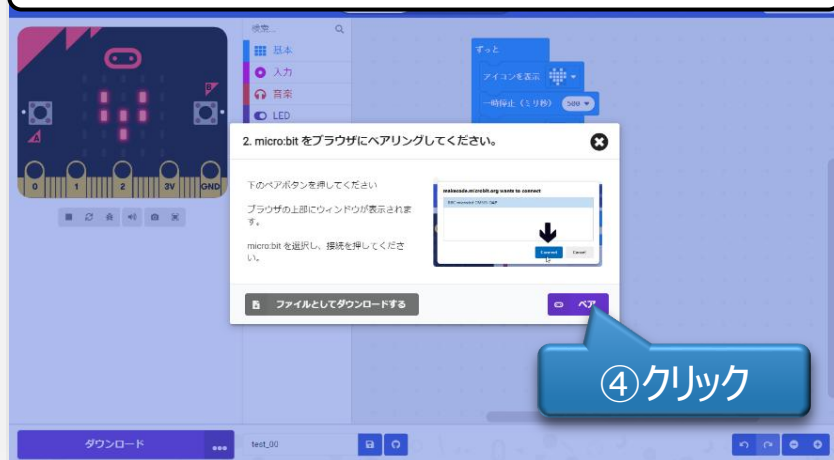 検索...
基本
入力
音楽
LED
ずっと
アイコンを表示
一時停止（ミリ秒） 500
B
A
0 1 2 3V GND
2. micro:bit をブラウザにペアリングしてください。
下のペアボタンを押してください
ブラウザの上部にウィンドウが表示されま
す。
micro:bit を選択し、接続を押してくださ
い。
makecode.microbit.org wants to connect
Connect Cancel
ファイルとしてダウンロードする
ペア
④クリック
ダウンロード
test_00